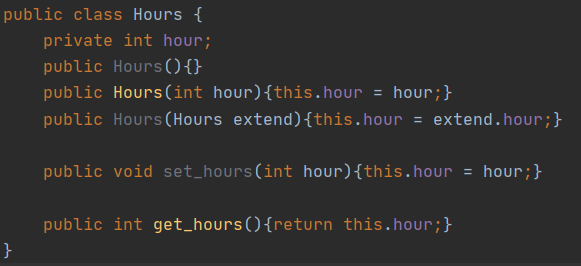 public class Hours {
    private int hour;
    public Hours(){}
    public Hours(int hour){this.hour = hour;}
    public Hours(Hours extend){this.hour = extend.hour;}

    public void set_hours(int hour){this.hour = hour;}

    public int get_hours(){return this.hour;}
}